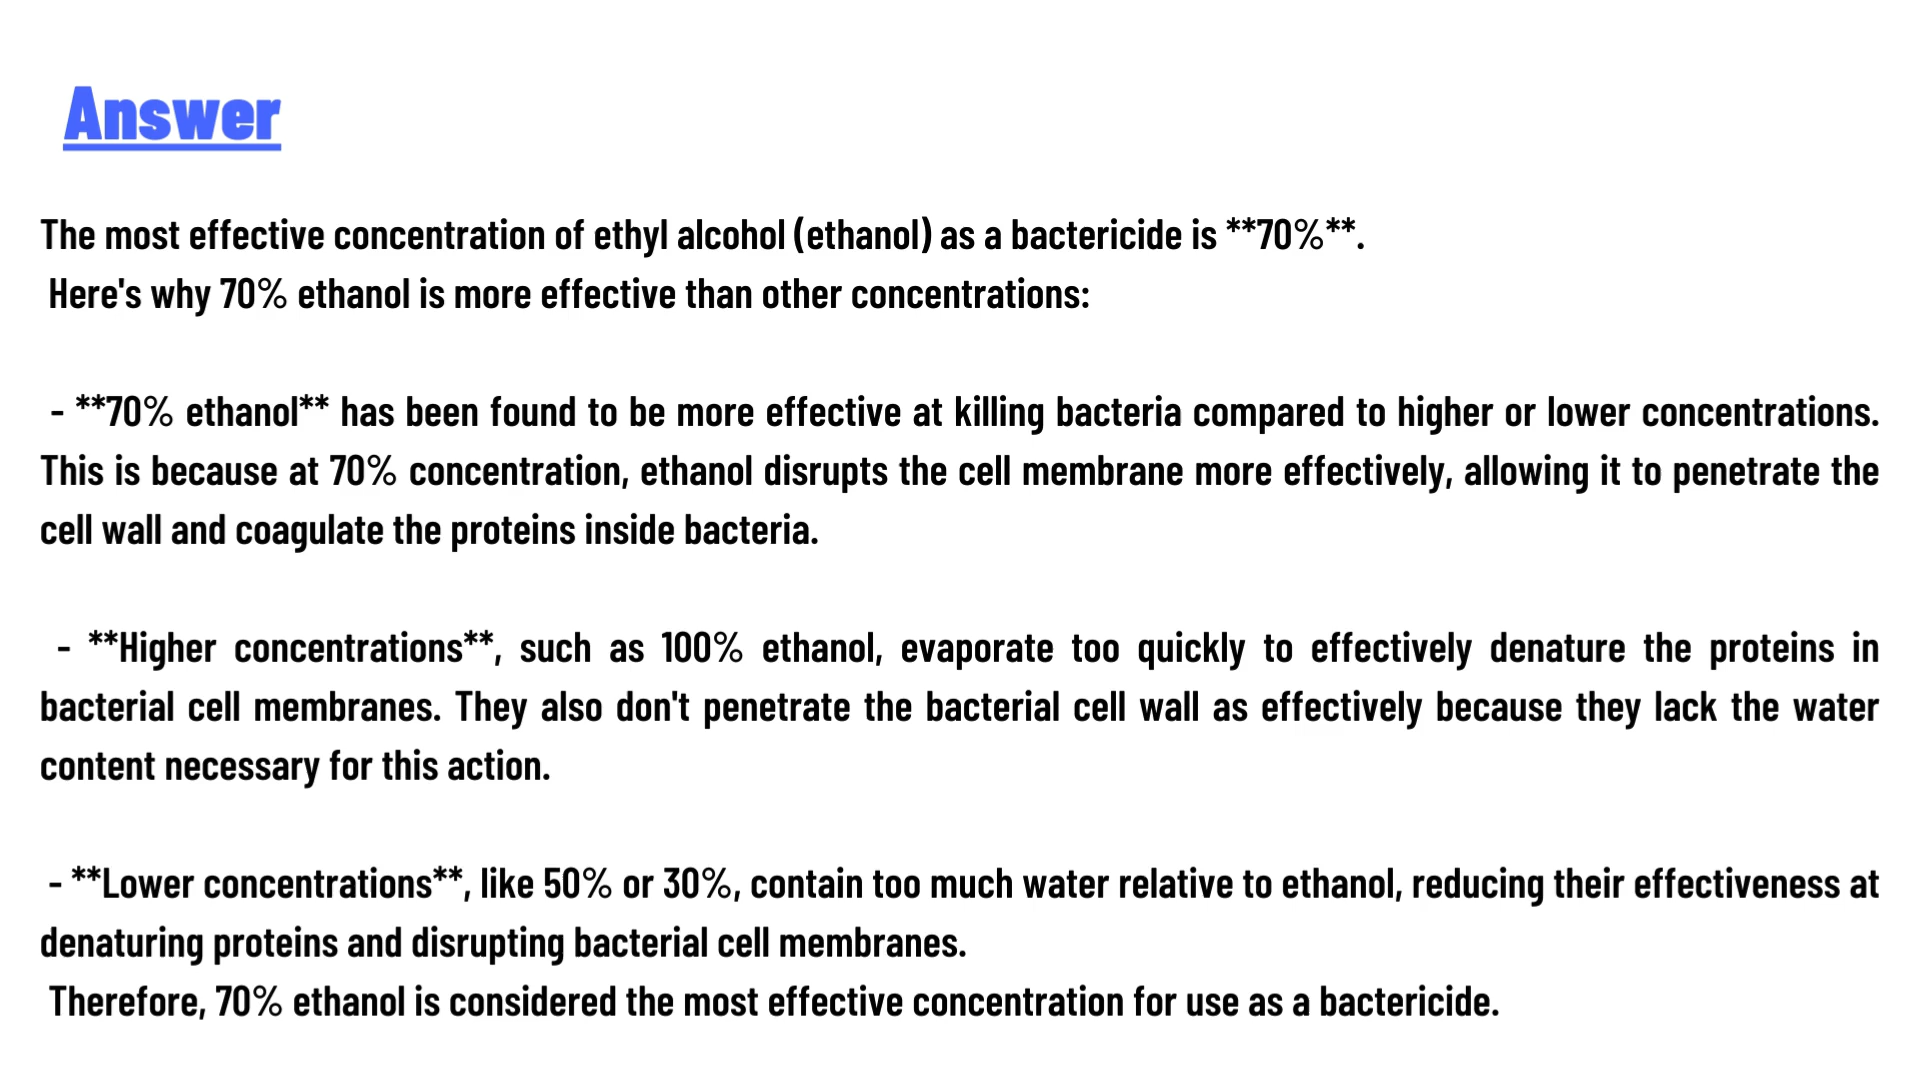 Answer
The most effective concentration of ethyl alcohol (ethanol) as a bactericide is **70%**.
Here's why 70% ethanol is more effective than other concentrations:
- **70% ethanol** has been found to be more effective at killing bacteria compared to higher or lower concentrations.
This is because at 70% concentration, ethanol disrupts the cell membrane more effectively, allowing it to penetrate the
cell wall and coagulate the proteins inside bacteria.
- **Higher concentrations**, such as 100% ethanol, evaporate too quickly to effectively denature the proteins in
bacterial cell membranes. They also don't penetrate the bacterial cell wall as effectively because they lack the water
content necessary for this action.
- **Lower concentrations**, like 50% or 30%, contain too much water relative to ethanol, reducing their effectiveness at
denaturing proteins and disrupting bacterial cell membranes.
Therefore, 70% ethanol is considered the most effective concentration for use as a bactericide.